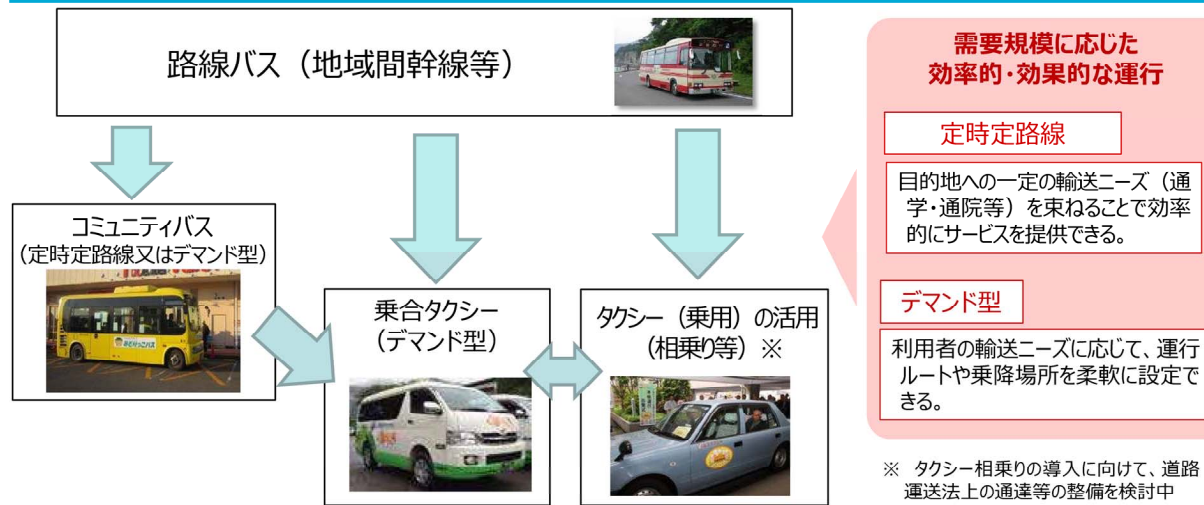 路線バス（地域間幹線等）
コミュニティバス
（定時定路線又はデマンド型）
乗合タクシー
（デマンド型）
タクシー（乗用）の活用
（相乗り等）※
需要規模に応じた
効率的・効果的な運行
定時定路線
目的地への一定の輸送ニーズ（通
学・通院等）を束ねることで効率
的にサービスを提供できる。
デマンド型
利用者の輸送ニーズに応じて、運行
ルートや乗降場所を柔軟に設定で
きる。
※　タクシー相乗りの導入に向けて、道路
運送法上の通達等の整備を検討中